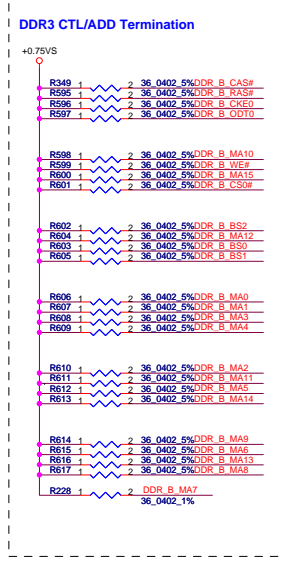 DDR3 CTL/ADD Termination
+0.75VS
R349 1 2 36_0402_5% DDR_B_CAS#
R595 1 2 36_0402_5% DDR_B_RAS#
R596 1 2 36_0402_5% DDR_B_CKE0
R597 1 2 36_0402_5% DDR_B_ODT0
R598 1 2 36_0402_5% DDR_B_MA10
R599 1 2 36_0402_5% DDR_B_WE#
R600 1 2 36_0402_5% DDR_B_MA15
R601 1 2 36_0402_5% DDR_B_CS0#
R602 1 2 36_0402_5% DDR_B_BS2
R604 1 2 36_0402_5% DDR_B_MA12
R603 1 2 36_0402_5% DDR_B_BS0
R605 1 2 36_0402_5% DDR_B_BS1
R606 1 2 36_0402_5% DDR_B_MA0
R607 1 2 36_0402_5% DDR_B_MA1
R608 1 2 36_0402_5% DDR_B_MA3
R609 1 2 36_0402_5% DDR_B_MA4
R610 1 2 36_0402_5% DDR_B_MA2
R611 1 2 36_0402_5% DDR_B_MA11
R612 1 2 36_0402_5% DDR_B_MA5
R613 1 2 36_0402_5% DDR_B_MA14
R614 1 2 36_0402_5% DDR_B_MA9
R615 1 2 36_0402_5% DDR_B_MA6
R616 1 2 36_0402_5% DDR_B_MA13
R617 1 2 36_0402_5% DDR_B_MA8
R228 1 2 DDR_B_MA7
36_0402_1%